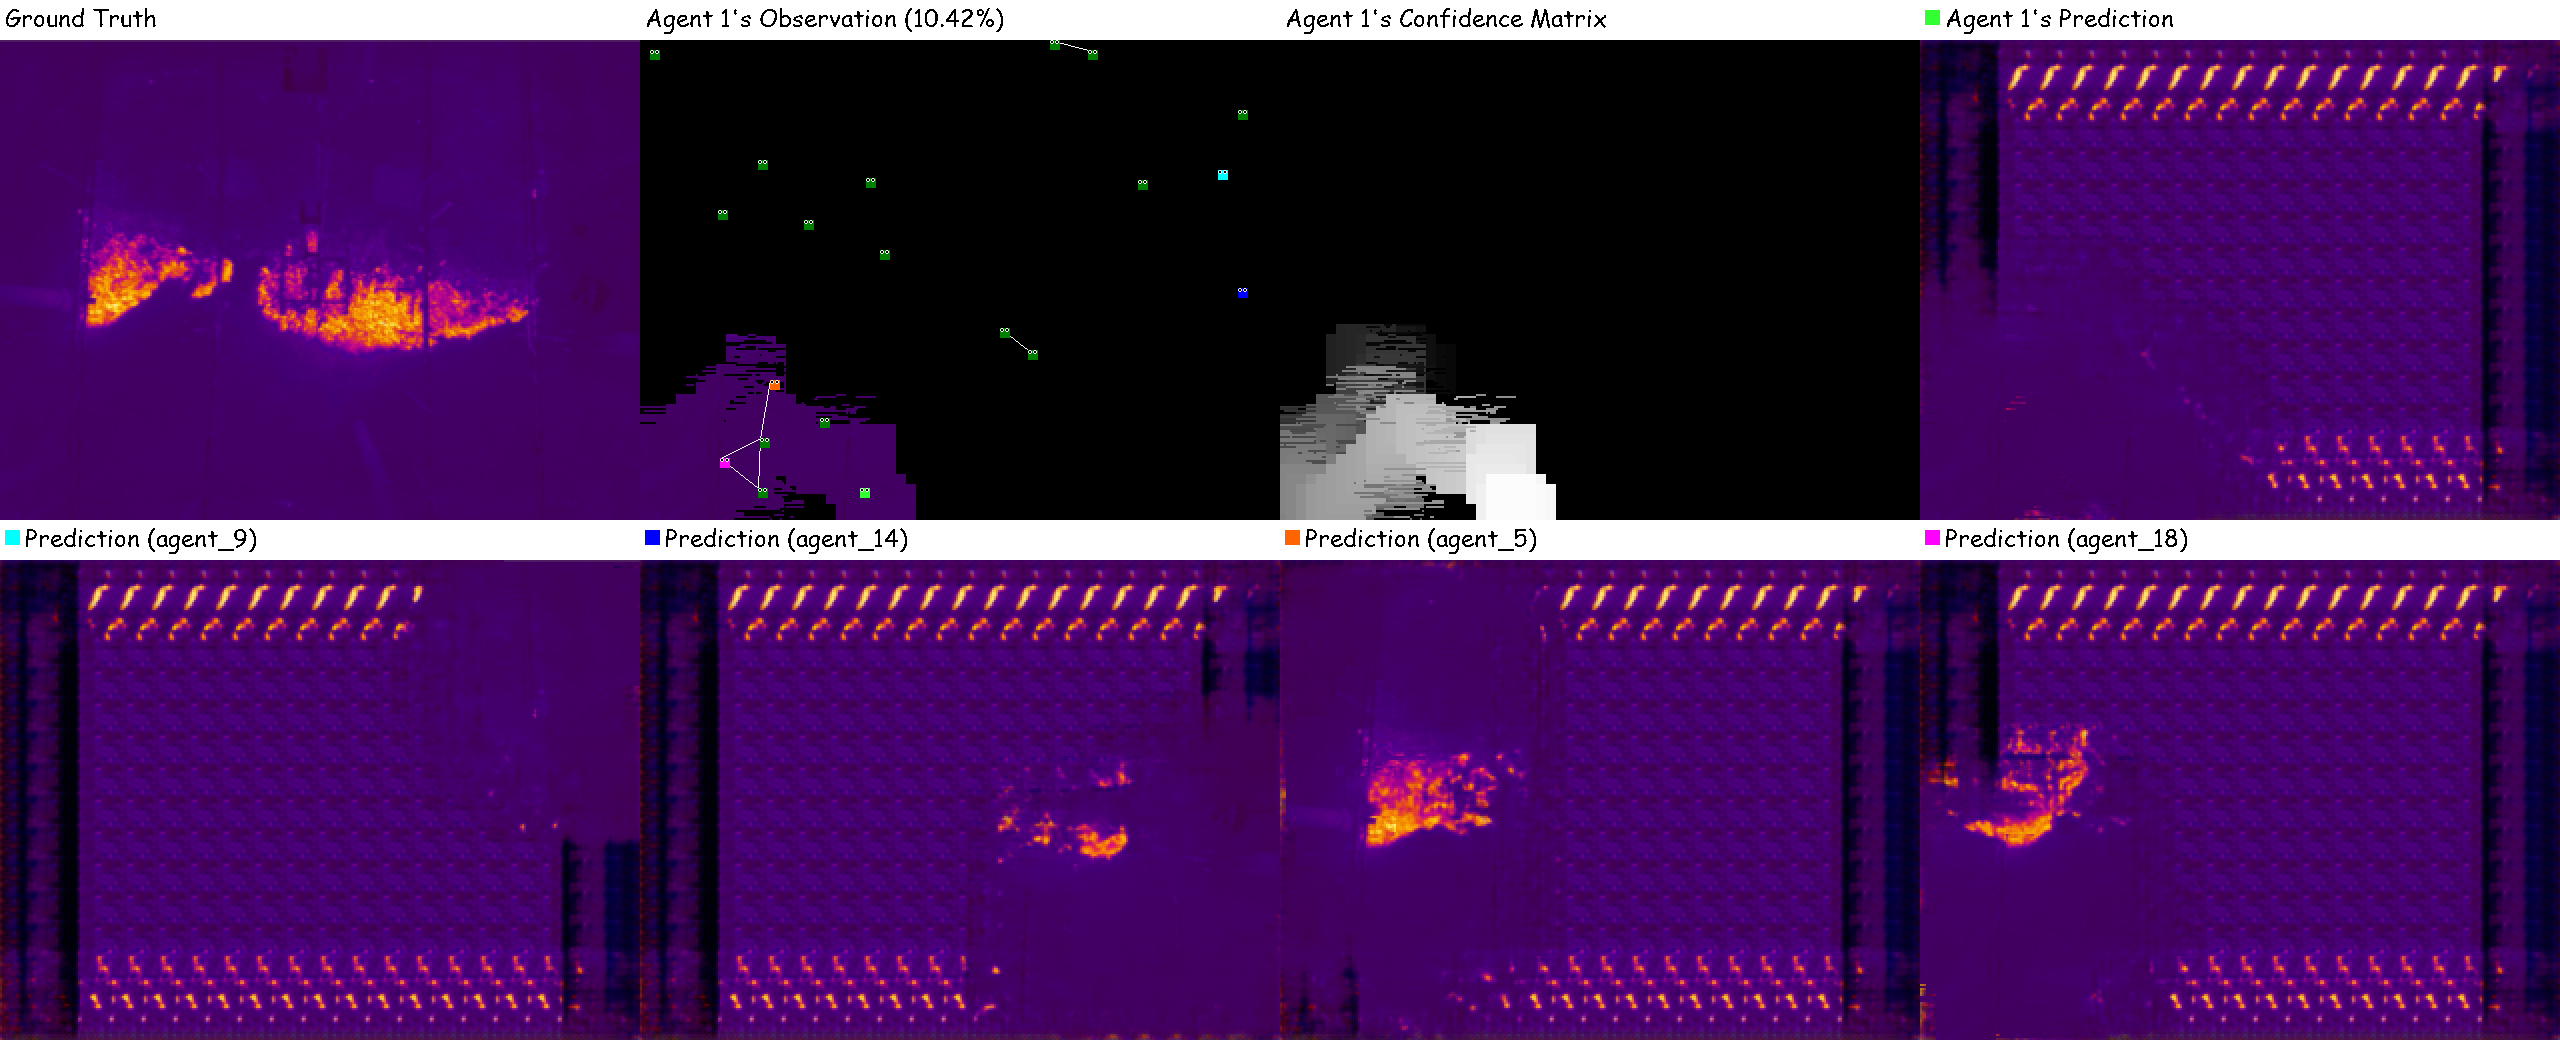 Ground Truth
Agent 1's Observation (10.42%)
Agent 1's Confidence Matrix
Agent 1's Prediction
Prediction (agent_9)
Prediction (agent_14)
Prediction (agent_5)
Prediction (agent_18)